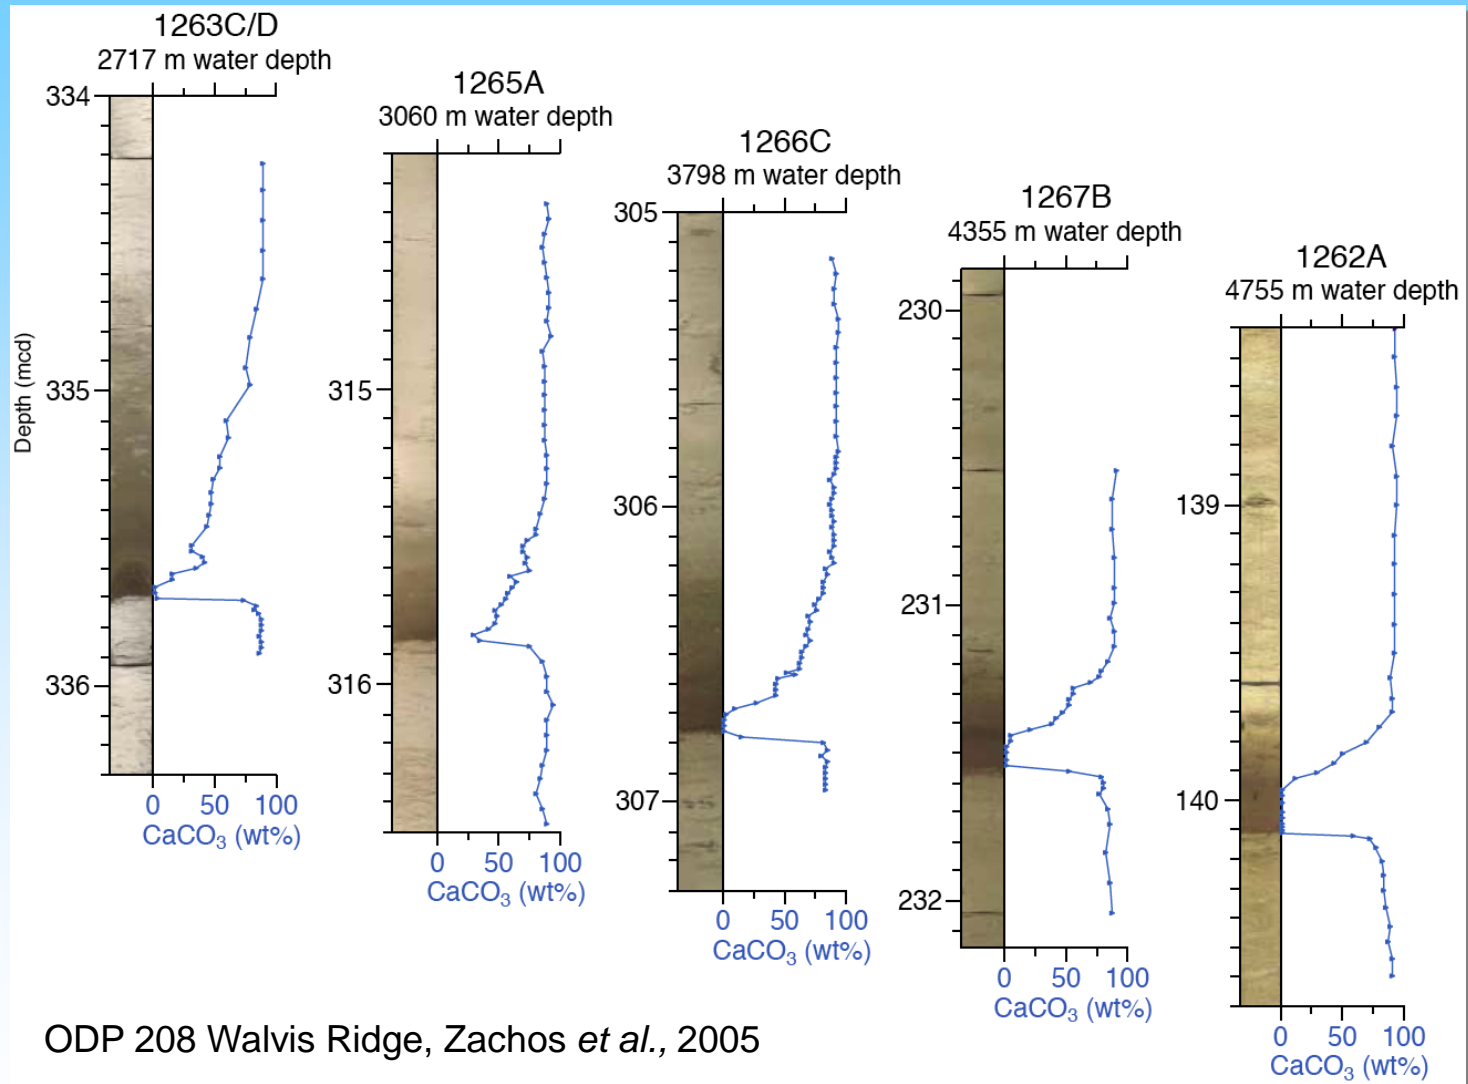 1263C/D
2717 m water depth
334
335
336
Depth (mcd)
0 50 100
CaCO₃ (wt%)
1265A
3060 m water depth
315
316
0 50 100
CaCO₃ (wt%)
1266C
3798 m water depth
305
306
307
0 50 100
CaCO₃ (wt%)
1267B
4355 m water depth
230
231
232
0 50 100
CaCO₃ (wt%)
1262A
4755 m water depth
139
140
0 50 100
CaCO₃ (wt%)
ODP 208 Walvis Ridge, Zachos et al., 2005